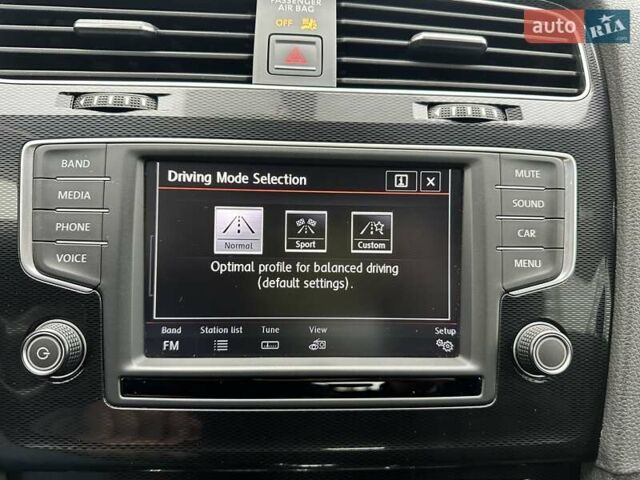 PASSENGER
AIR BAG
OFF
auto RIA.com
BAND
MEDIA
PHONE
VOICE
Driving Mode Selection
i X
Normal Sport Custom
Optimal profile for balanced driving
(default settings).
Band Station list Tune View Setup
FM
MUTE
SOUND
CAR
MENU